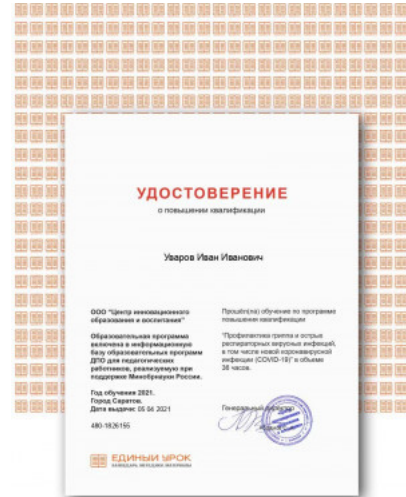 УДОСТОВЕРЕНИЕ
о повышении квалификации
Уваров Иван Иванович
ООО "Центр инновационного
образования и воспитания"
Образовательная программа
включена в информационную
базу образовательных программ
ДПО для педагогических
работников, реализуемую при
поддержке Минобрнауки России.
Год обучения 2021.
Город Саратов.
Дата выдачи: 05 04 2021
480-1826155
Прошёл(ла) обучение по программе
повышения квалификации
"Профилактика гриппа и острых
респираторных вирусных инфекций,
в том числе новой коронавирусной
инфекции (COVID-19)" в объеме
36 часов.
Генеральный директор
ЕДИНЫЙ УРОК